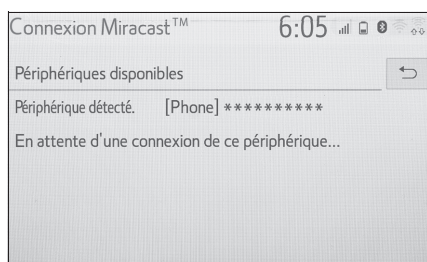 Connexion Miracast™ 6:05
Périphériques disponibles
Périphérique détecté. [Phone] **********
En attente d'une connexion de ce périphérique...